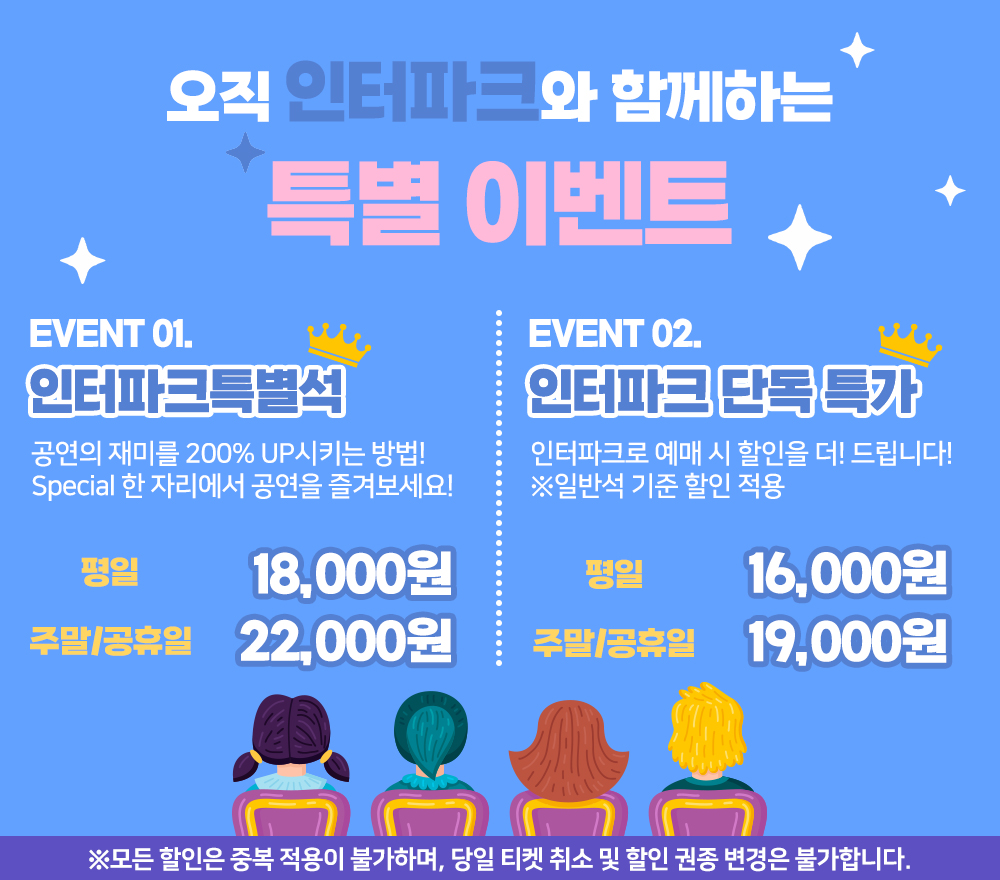 오직 인터파크와 함께하는
특별 이벤트
EVENT 01.
인터파크특별석
공연의 재미를 200% UP시키는 방법!
Special 한 자리에서 공연을 즐겨보세요!
평일 18,000원
주말/공휴일 22,000원
EVENT 02.
인터파크 단독 특가
인터파크로 예매 시 할인을 더! 드립니다!
※일반석 기준 할인 적용
평일 16,000원
주말/공휴일 19,000원
※모든 할인은 중복 적용이 불가하며, 당일 티켓 취소 및 할인 권종 변경은 불가합니다.